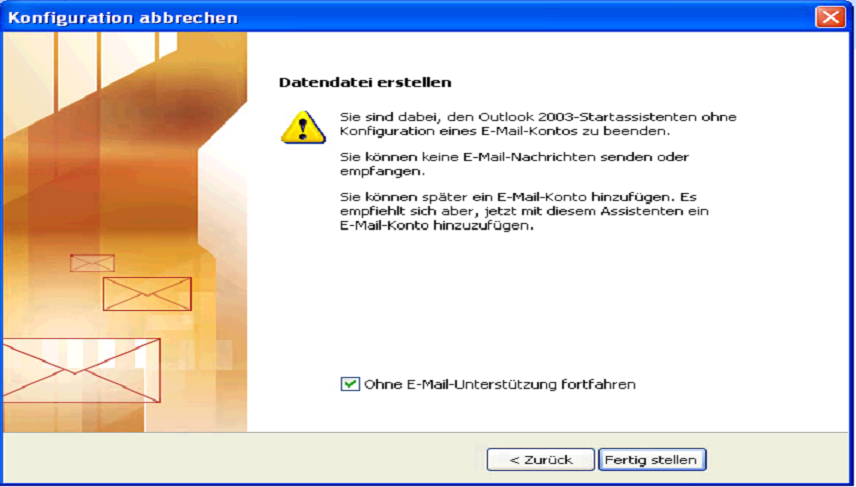 Konfiguration abbrechen
Datendatei erstellen
Sie sind dabei, den Outlook 2003-Startassistenten ohne
Konfiguration eines E-Mail-Kontos zu beenden.
Sie können keine E-Mail-Nachrichten senden oder
empfangen.
Sie können später ein E-Mail-Konto hinzufügen. Es
empfiehlt sich aber, jetzt mit diesem Assistenten ein
E-Mail-Konto hinzuzufügen.
Ohne E-Mail-Unterstützung fortfahren
< Zurück
Fertig stellen